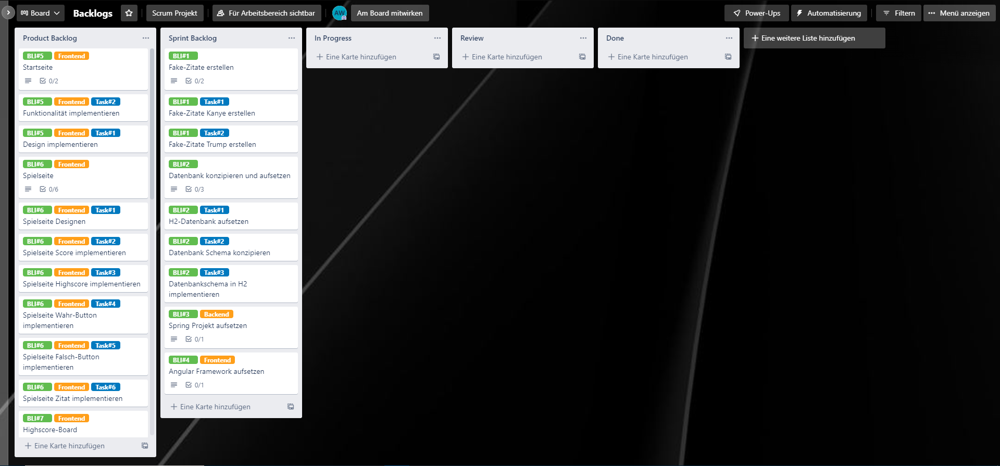 Board
Backlogs
Scrum Projekt
Für Arbeitsbereich sichtbar
AW
Am Board mitwirken
Power-Ups
Automatisierung
Filtern
Menü anzeigen
Product Backlog
BLI#5 Frontend
Startseite
0/2
BLI#5 Frontend Task#2
Funktionalität implementieren
BLI#5 Frontend Task#1
Design implementieren
BLI#6 Frontend
Spielseite
0/6
BLI#6 Frontend Task#1
Spielseite Designen
BLI#6 Frontend Task#2
Spielseite Score implementieren
BLI#6 Frontend Task#3
Spielseite Highscore implementieren
BLI#6 Frontend Task#4
Spielseite Wahr-Button
implementieren
BLI#6 Frontend Task#5
Spielseite Falsch-Button
implementieren
BLI#6 Frontend Task#6
Spielseite Zitat implementieren
BLI#7 Frontend
Highscore-Board
+ Eine Karte hinzufügen
Sprint Backlog
BLI#1
Fake-Zitate erstellen
0/2
BLI#1 Task#1
Fake-Zitate Kanye erstellen
BLI#1 Task#2
Fake-Zitate Trump erstellen
BLI#2
Datenbank konzipieren und aufsetzen
0/3
BLI#2 Task#1
H2-Datenbank aufsetzen
BLI#2 Task#2
Datenbank Schema konzipieren
BLI#2 Task#3
Datenbankschema in H2
implementieren
BLI#3 Backend
Spring Projekt aufsetzen
0/1
BLI#4 Frontend
Angular Framework aufsetzen
0/1
+ Eine Karte hinzufügen
In Progress
+ Eine Karte hinzufügen
Review
+ Eine Karte hinzufügen
Done
+ Eine Karte hinzufügen
+ Eine weitere Liste hinzufügen